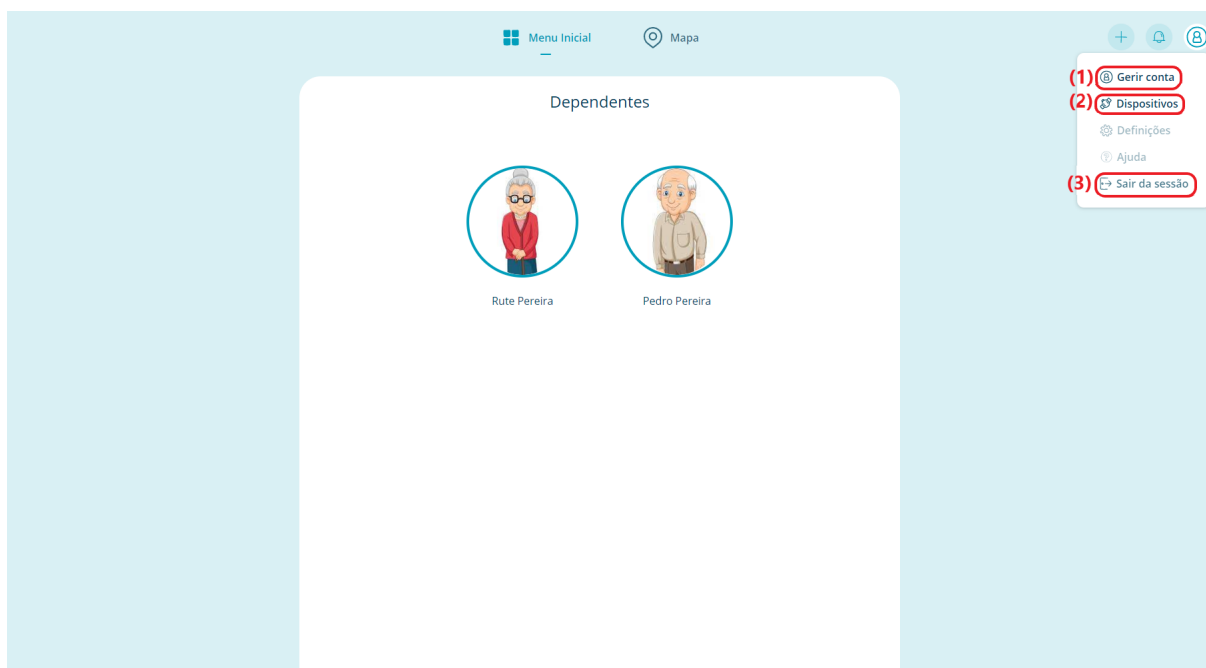 Menu Inicial
Mapa
(1) Gerir conta
Dependentes
(2) Dispositivos
Definições
Ajuda
(3) Sair da sessão
Rute Pereira
Pedro Pereira